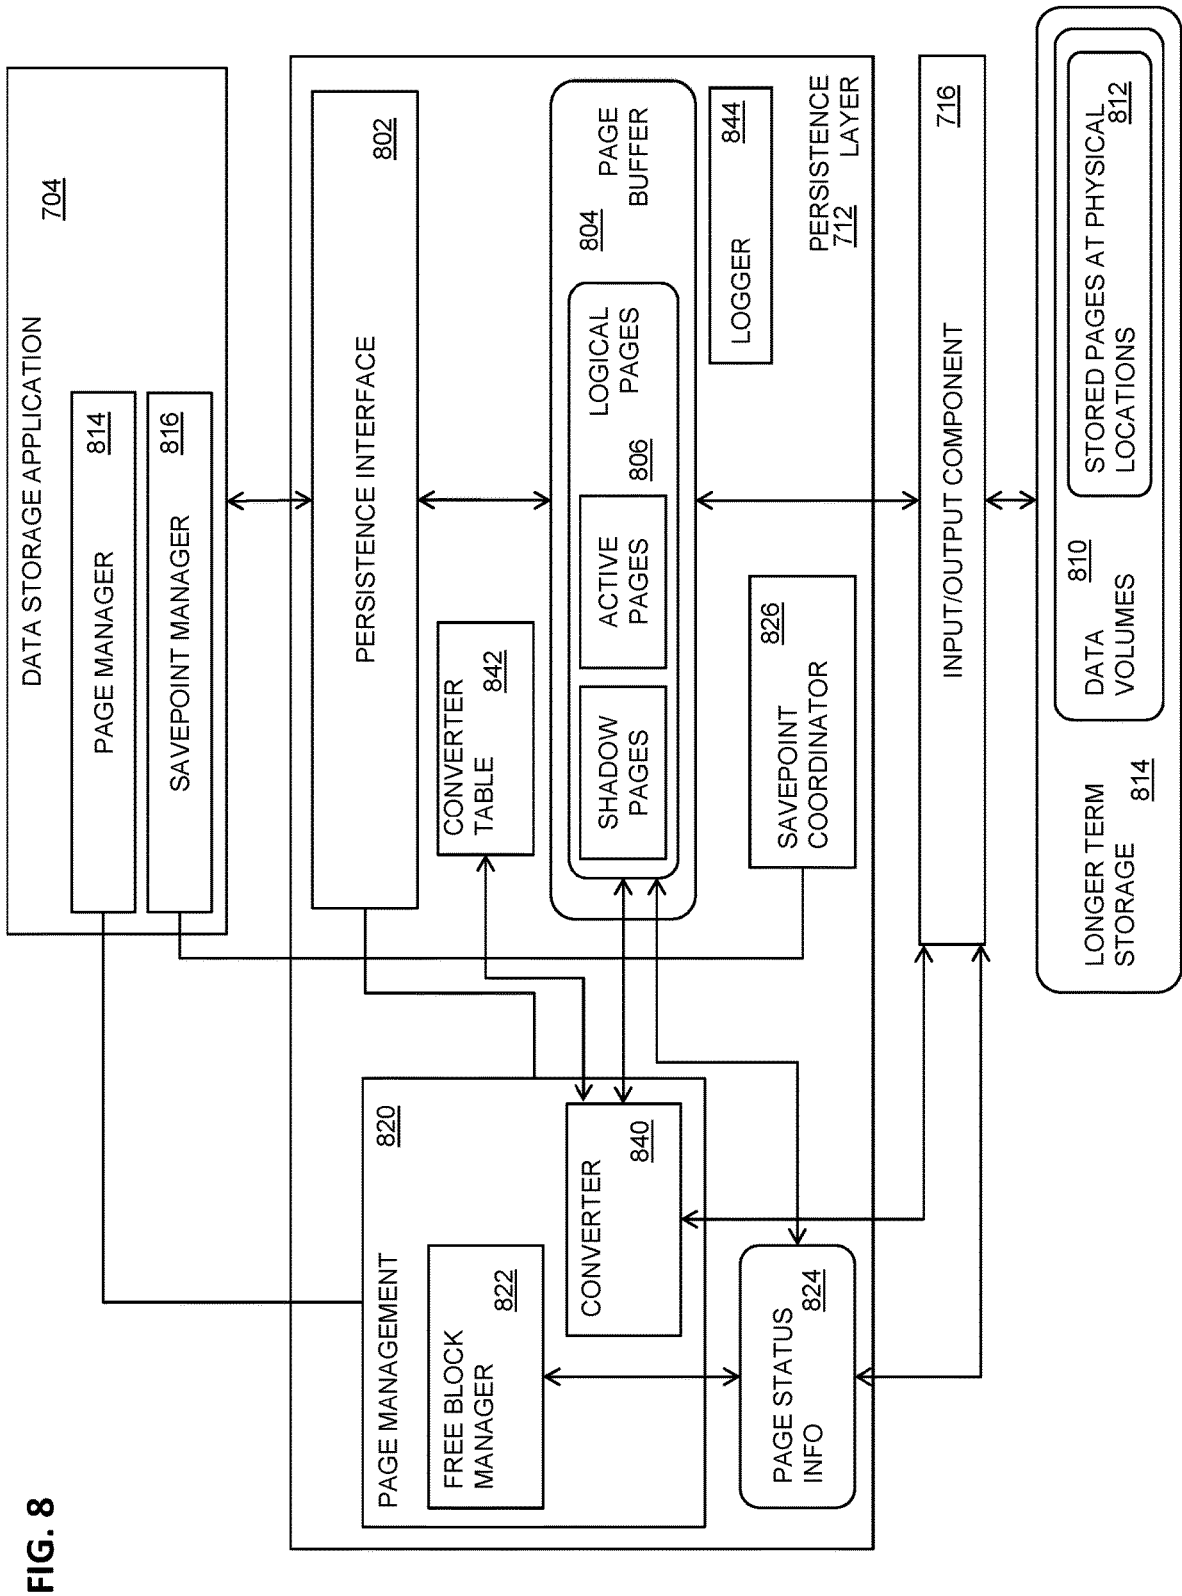 FIG. 8
DATA STORAGE APPLICATION
704
PAGE MANAGER
814
SAVEPOINT MANAGER
816
PERSISTENCE INTERFACE
802
PAGE MANAGEMENT
820
FREE BLOCK
MANAGER
822
CONVERTER
840
CONVERTER
TABLE
842
SHADOW
PAGES
ACTIVE
PAGES
LOGICAL
PAGES
806
804
PAGE
BUFFER
PAGE STATUS
INFO
824
SAVEPOINT
COORDINATOR
826
LOGGER
844
PERSISTENCE
LAYER
712
INPUT/OUTPUT COMPONENT
716
LONGER TERM
STORAGE
814
DATA
VOLUMES
810
STORED PAGES AT PHYSICAL
LOCATIONS
812